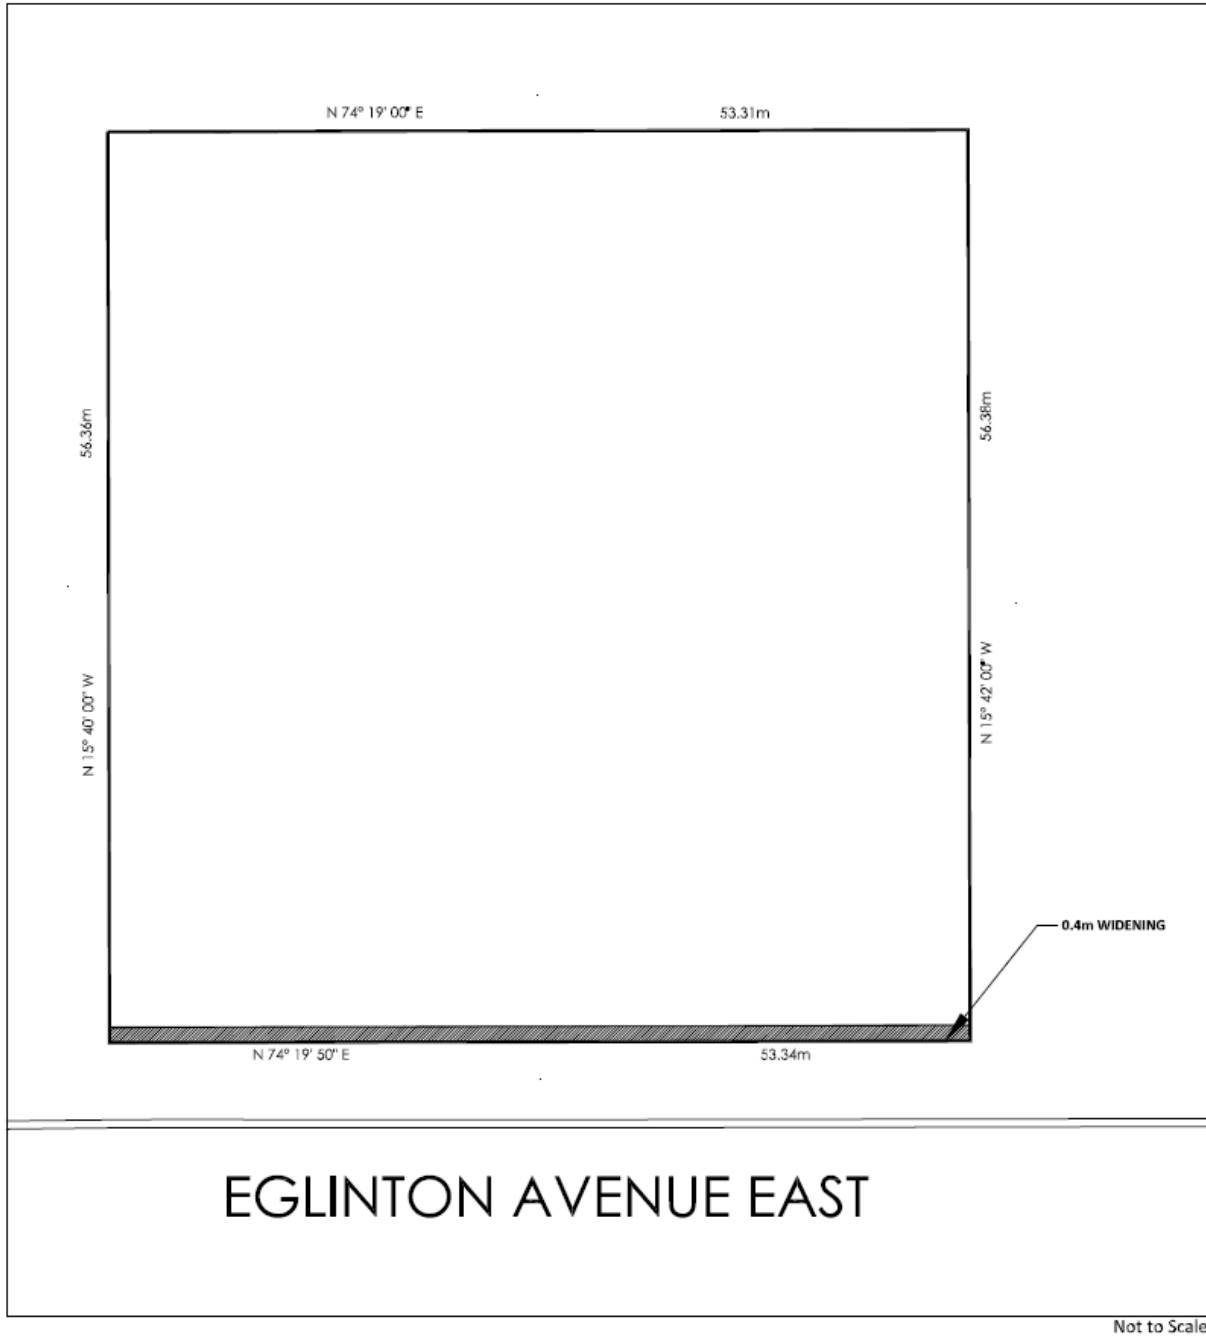 N 74° 19' 00" E
53.31m
56.36m
56.38m
N 15° 40' 00" W
N 15° 42' 00" W
0.4m WIDENING
N 74° 19' 50" E
53.34m
EGLINTON AVENUE EAST
Not to Scale